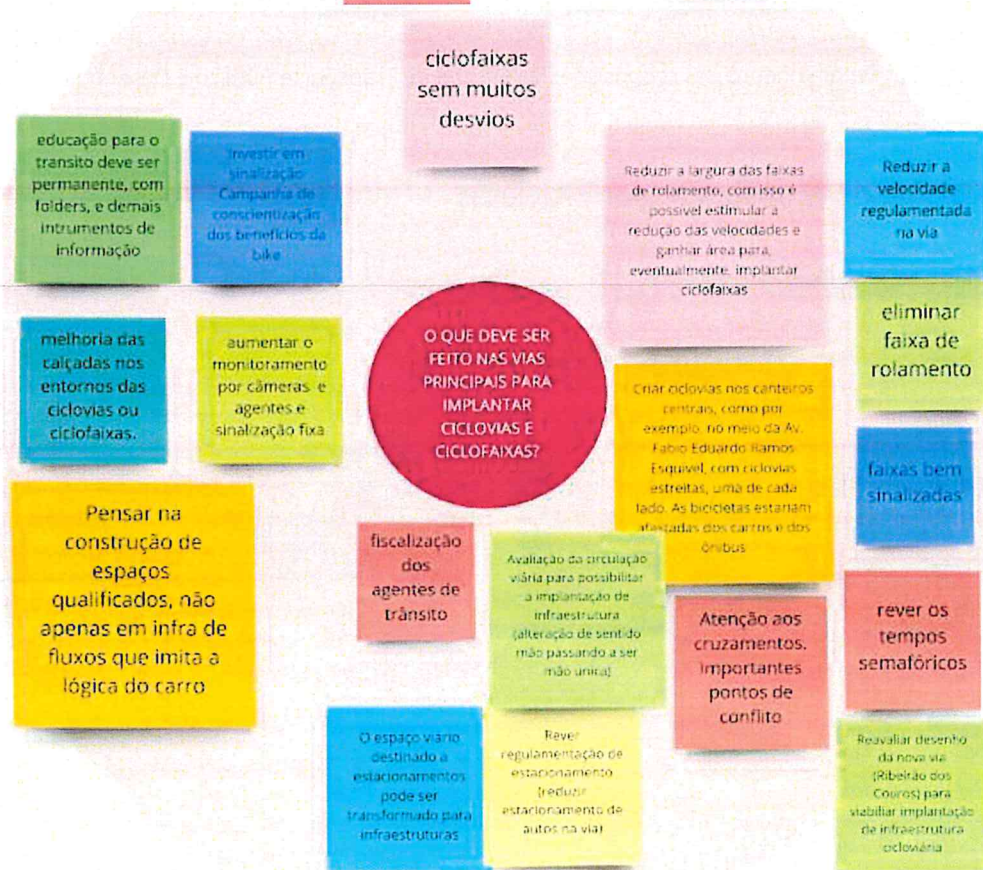 ciclofaixas
sem muitos
desvios
educação para o
transito deve ser
permanente, com
folders, e demais
intrumentos de
informação
Investir em
sinalização
Campanha de
conscientização
dos benefícios da
bike
Reduzir a largura das faixas
de rolamento, com isso é
possivel estimular a
redução das velocidades e
ganhar área para,
eventualmente, implantar
ciclofaixas
Reduzir a
velocidade
regulamentada
na via
melhoria das
calçadas nos
entornos das
ciclovias ou
ciclofaixas.
aumentar o
monitoramento
por câmeras e
agentes e
sinalização fixa
O QUE DEVE SER
FEITO NAS VIAS
PRINCIPAIS PARA
IMPLANTAR
CICLOVIAS E
CICLOFAIXAS?
eliminar
faixa de
rolamento
Criar ciclovias nos canteiros
centrais, como por
exemplo, no meio da Av.
Fabio Eduardo Ramos
Esquivel, com ciclovias
estreitas, uma de cada
lado. As bicicletas estariam
afastadas dos carros e dos
ônibus
faixas bem
sinalizadas
Pensar na
construção de
espaços
qualificados, não
apenas em infra de
fluxos que imita a
lógica do carro
fiscalização
dos
agentes de
trânsito
Avaliação da circulação
viária para possibilitar
a implantação de
infraestrutura
(alteração de sentido
mão passando a ser
mão unica)
Atenção aos
cruzamentos.
Importantes
pontos de
conflito
rever os
tempos
semafóricos
O espaço viário
destinado a
estacionamentos
pode ser
transformado para
infraestruturas
Rever
regulamentação de
estacionamento
(reduzir
estacionamento de
autos na via)
Reavaliar desenho
da nova via
(Ribeirão dos
Couros) para
viabiliar implantação
de infraestrutura
cicloviária